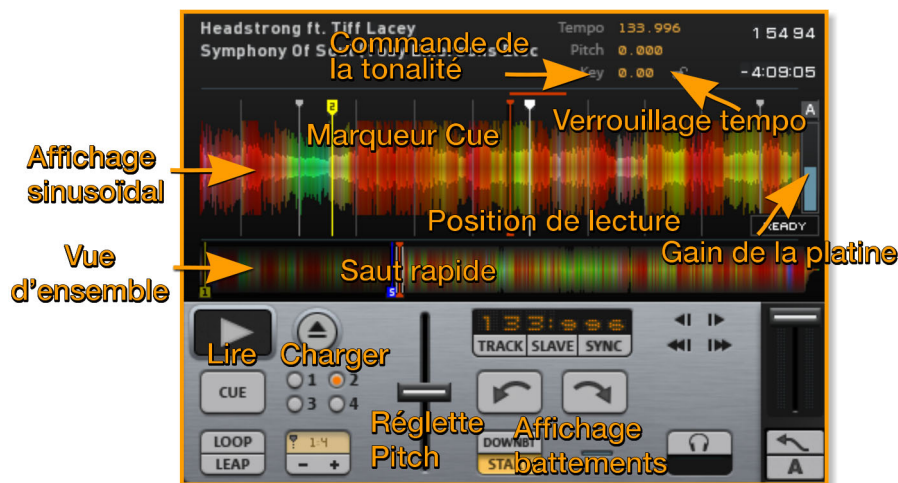 Headstrong ft. Tiff Lacey
Tempo 133.996
1 54 94
Symphony Of
Commande de
la tonalité
Pitch 0.000
Key 0.00
-4:09:05
2
A
Marqueur Cue
Verrouillage tempo
Affichage
sinusoïdal
Position de lecture
READY
Gain de la platine
Vue
d'ensemble
Saut rapide
1
S
133:996
TRACK SLAVE SYNC
Lire
Charger
CUE
1 2
3 4
Réglette
Pitch
DOWNBT
Affichage
battements
LOOP
LEAP
1:4
- +
A